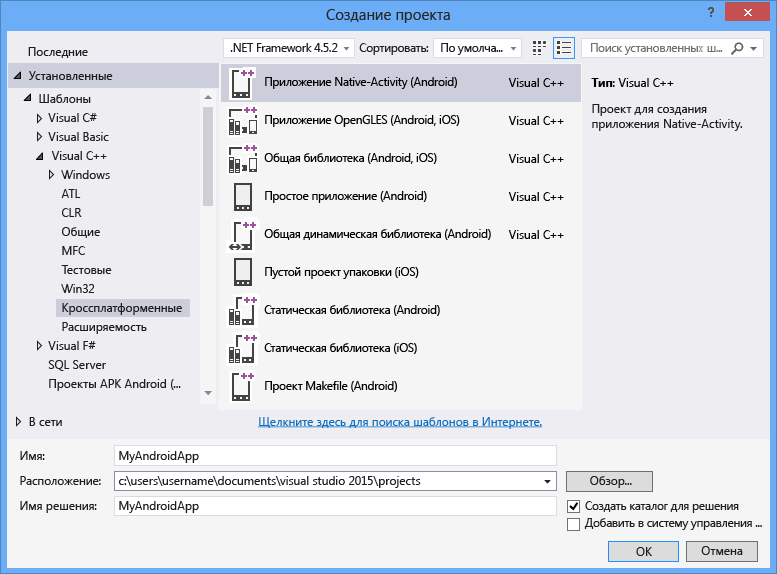 Создание проекта
?
Последние
.NET Framework 4.5.2
Сортировать:
По умолча...
Поиск установленных ш...
Установленные
Шаблоны
Visual C#
Visual Basic
Visual C++
Windows
ATL
CLR
Общие
MFC
Тестовые
Win32
Кроссплатформенные
Расширяемость
Visual F#
SQL Server
Проекты APK Android (...
В сети
Приложение Native-Activity (Android) Visual C++
Приложение OpenGLES (Android, iOS) Visual C++
Общая библиотека (Android, iOS) Visual C++
Простое приложение (Android) Visual C++
Общая динамическая библиотека (Android) Visual C++
Пустой проект упаковки (iOS)
Статическая библиотека (Android)
Статическая библиотека (iOS)
Проект Makefile (Android)
Щелкните здесь для поиска шаблонов в Интернете.
Тип: Visual C++
Проект для создания
приложения Native-Activity.
Имя: MyAndroidApp
Расположение: c:\users\username\documents\visual studio 2015\projects
Обзор...
Имя решения: MyAndroidApp
Создать каталог для решения
Добавить в систему управления ...
OK
Отмена